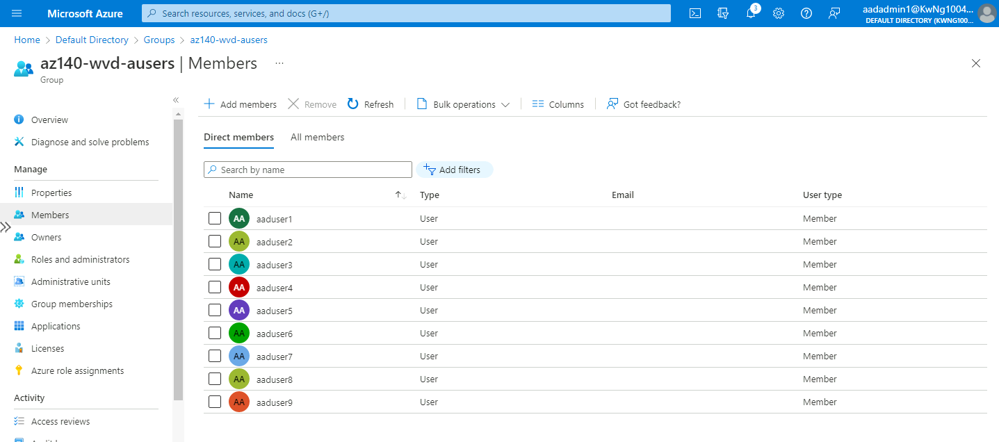 Microsoft Azure
Search resources, services, and docs (G+/)
3
aadadmin1@KwNg1004...
DEFAULT DIRECTORY (KWNG100...
Home > Default Directory > Groups > az140-wvd-ausers
az140-wvd-ausers | Members ...
Group
Overview
Diagnose and solve problems
Manage
Properties
Members
Owners
Roles and administrators
Administrative units
Group memberships
Applications
Licenses
Azure role assignments
Activity
Access reviews
Add members Remove Refresh Bulk operations Columns Got feedback?
Direct members All members
Search by name Add filters
Name Type Email User type
AA aaduser1 User Member
AA aaduser2 User Member
AA aaduser3 User Member
AA aaduser4 User Member
AA aaduser5 User Member
AA aaduser6 User Member
AA aaduser7 User Member
AA aaduser8 User Member
AA aaduser9 User Member